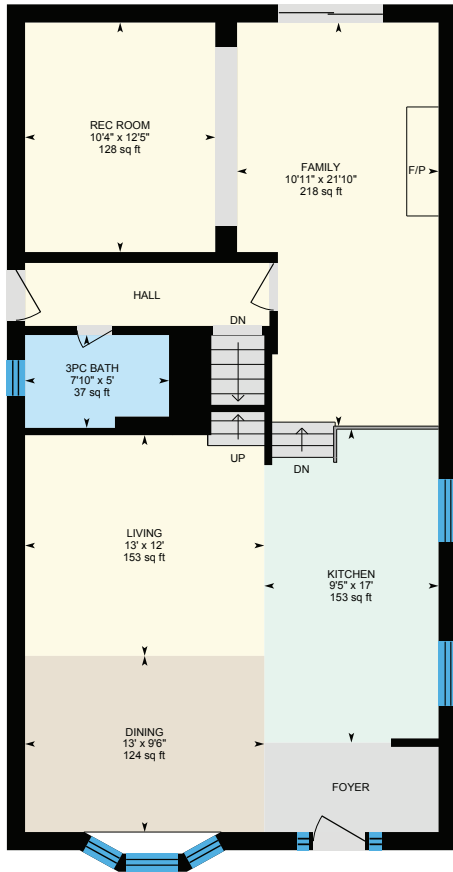 REC ROOM
10'4" x 12'5"
128 sq ft
FAMILY
10'11" x 21'10"
218 sq ft
F/P
HALL
DN
3PC BATH
7'10" x 5'
37 sq ft
UP
DN
LIVING
13' x 12'
153 sq ft
KITCHEN
9'5" x 17'
153 sq ft
DINING
13' x 9'6"
124 sq ft
FOYER